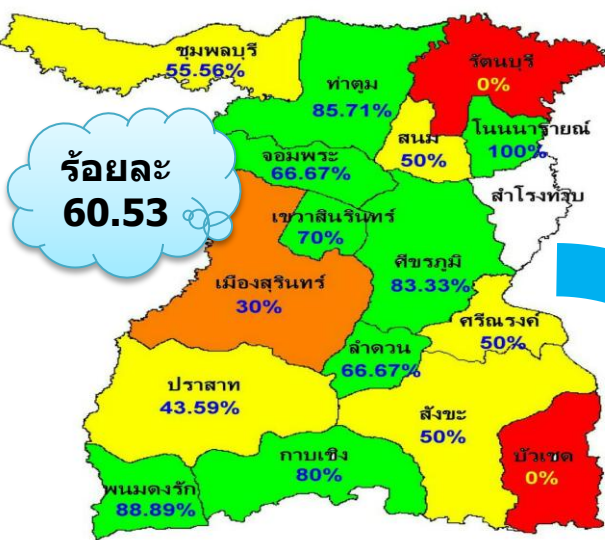 ชุมพลบุรี
55.56%
รัตนบุรี
0%
ท่าตูม
85.71%
สนม
50%
โนนนารายณ์
100%
ร้อยละ
60.53
จอมพระ
66.67%
สำโรงทาบ
เขวาสินรินทร์
70%
ศีขรภูมิ
83.33%
เมืองสุรินทร์
30%
ศรีณรงค์
50%
ลำดวน
66.67%
ปราสาท
43.59%
สังขะ
50%
กาบเชิง
80%
บัวเชด
0%
พนมดงรัก
88.89%